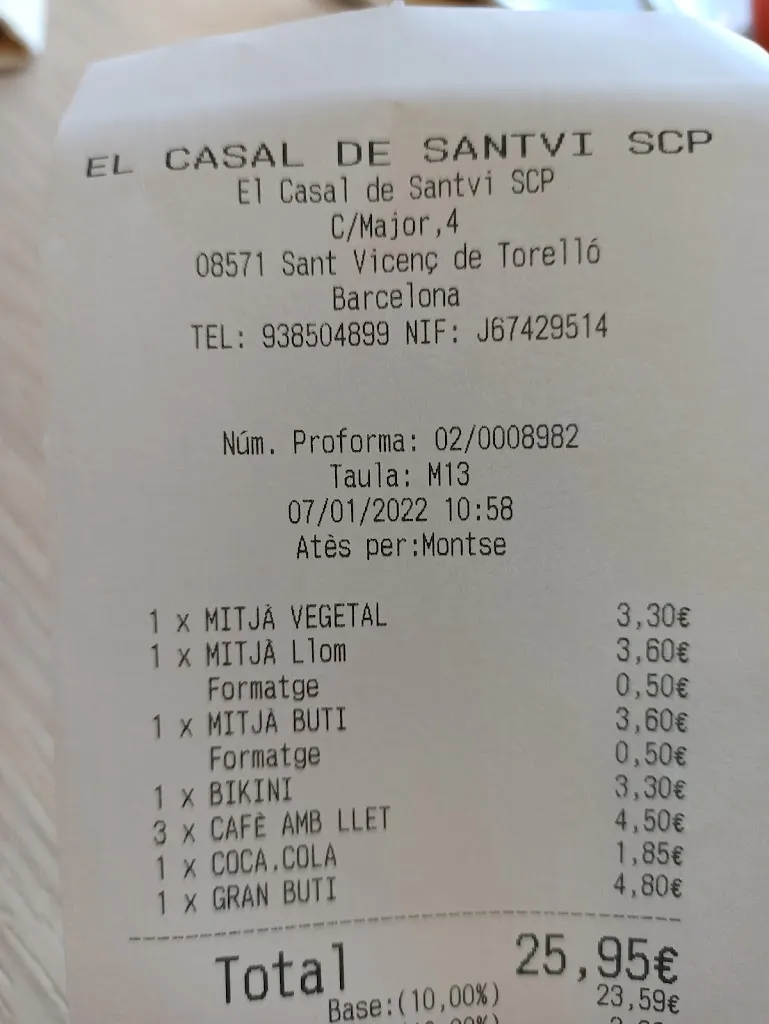 EL CASAL DE SANTVI SCP
El Casal de Santvi SCP
C/Major,4
08571 Sant Vicenç de Torelló
Barcelona
TEL: 938504899 NIF: J67429514
Núm. Proforma: 02/0008982
Taula: M13
07/01/2022 10:58
Atès per:Montse
1 x MITJÀ VEGETAL 3,30€
1 x MITJÀ Llom 3,60€
Formatge 0,50€
1 x MITJÀ BUTI 3,60€
Formatge 0,50€
1 x BIKINI 3,30€
3 x CAFÈ AMB LLET 4,50€
1 x COCA.COLA 1,85€
1 x GRAN BUTI 4,80€
Total 25,95€
Base:(10,00%) 23,59€